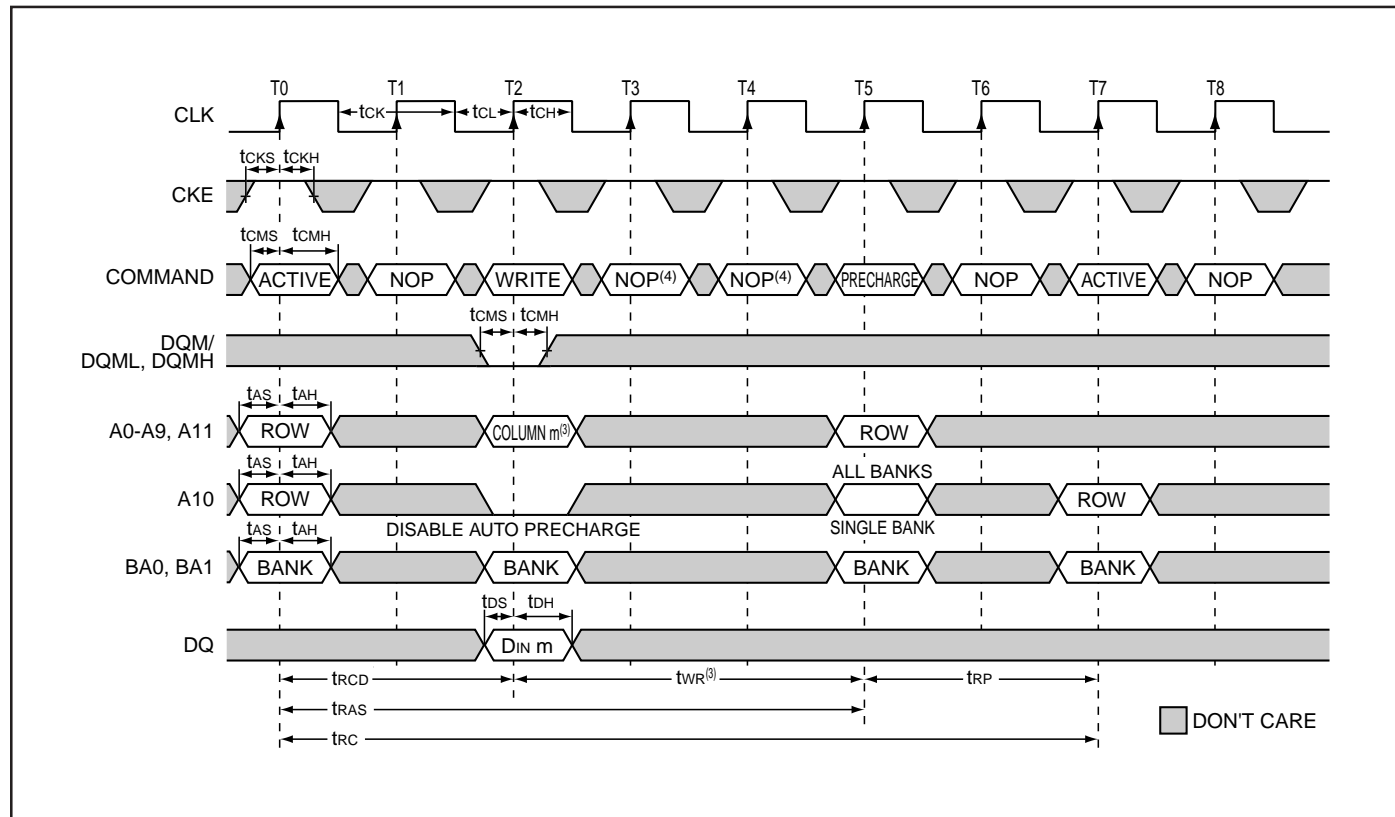 T0 T1 T2 T3 T4 T5 T6 T7 T8
CLK tCK tCL tCH
tCKS tCKH
CKE
tCMS tCMH
COMMAND ACTIVE NOP WRITE NOP(4) NOP(4) PRECHARGE NOP ACTIVE NOP
tCMS tCMH
DQM/
DQML, DQMH
tAS tAH
A0-A9, A11 ROW COLUMN m(3) ROW
tAS tAH ALL BANKS
A10 ROW ROW
DISABLE AUTO PRECHARGE SINGLE BANK
tAS tAH
BA0, BA1 BANK BANK BANK BANK
tDS tDH
DQ DIN m
tRCD tWR(3) tRP
tRAS
DON'T CARE
tRC